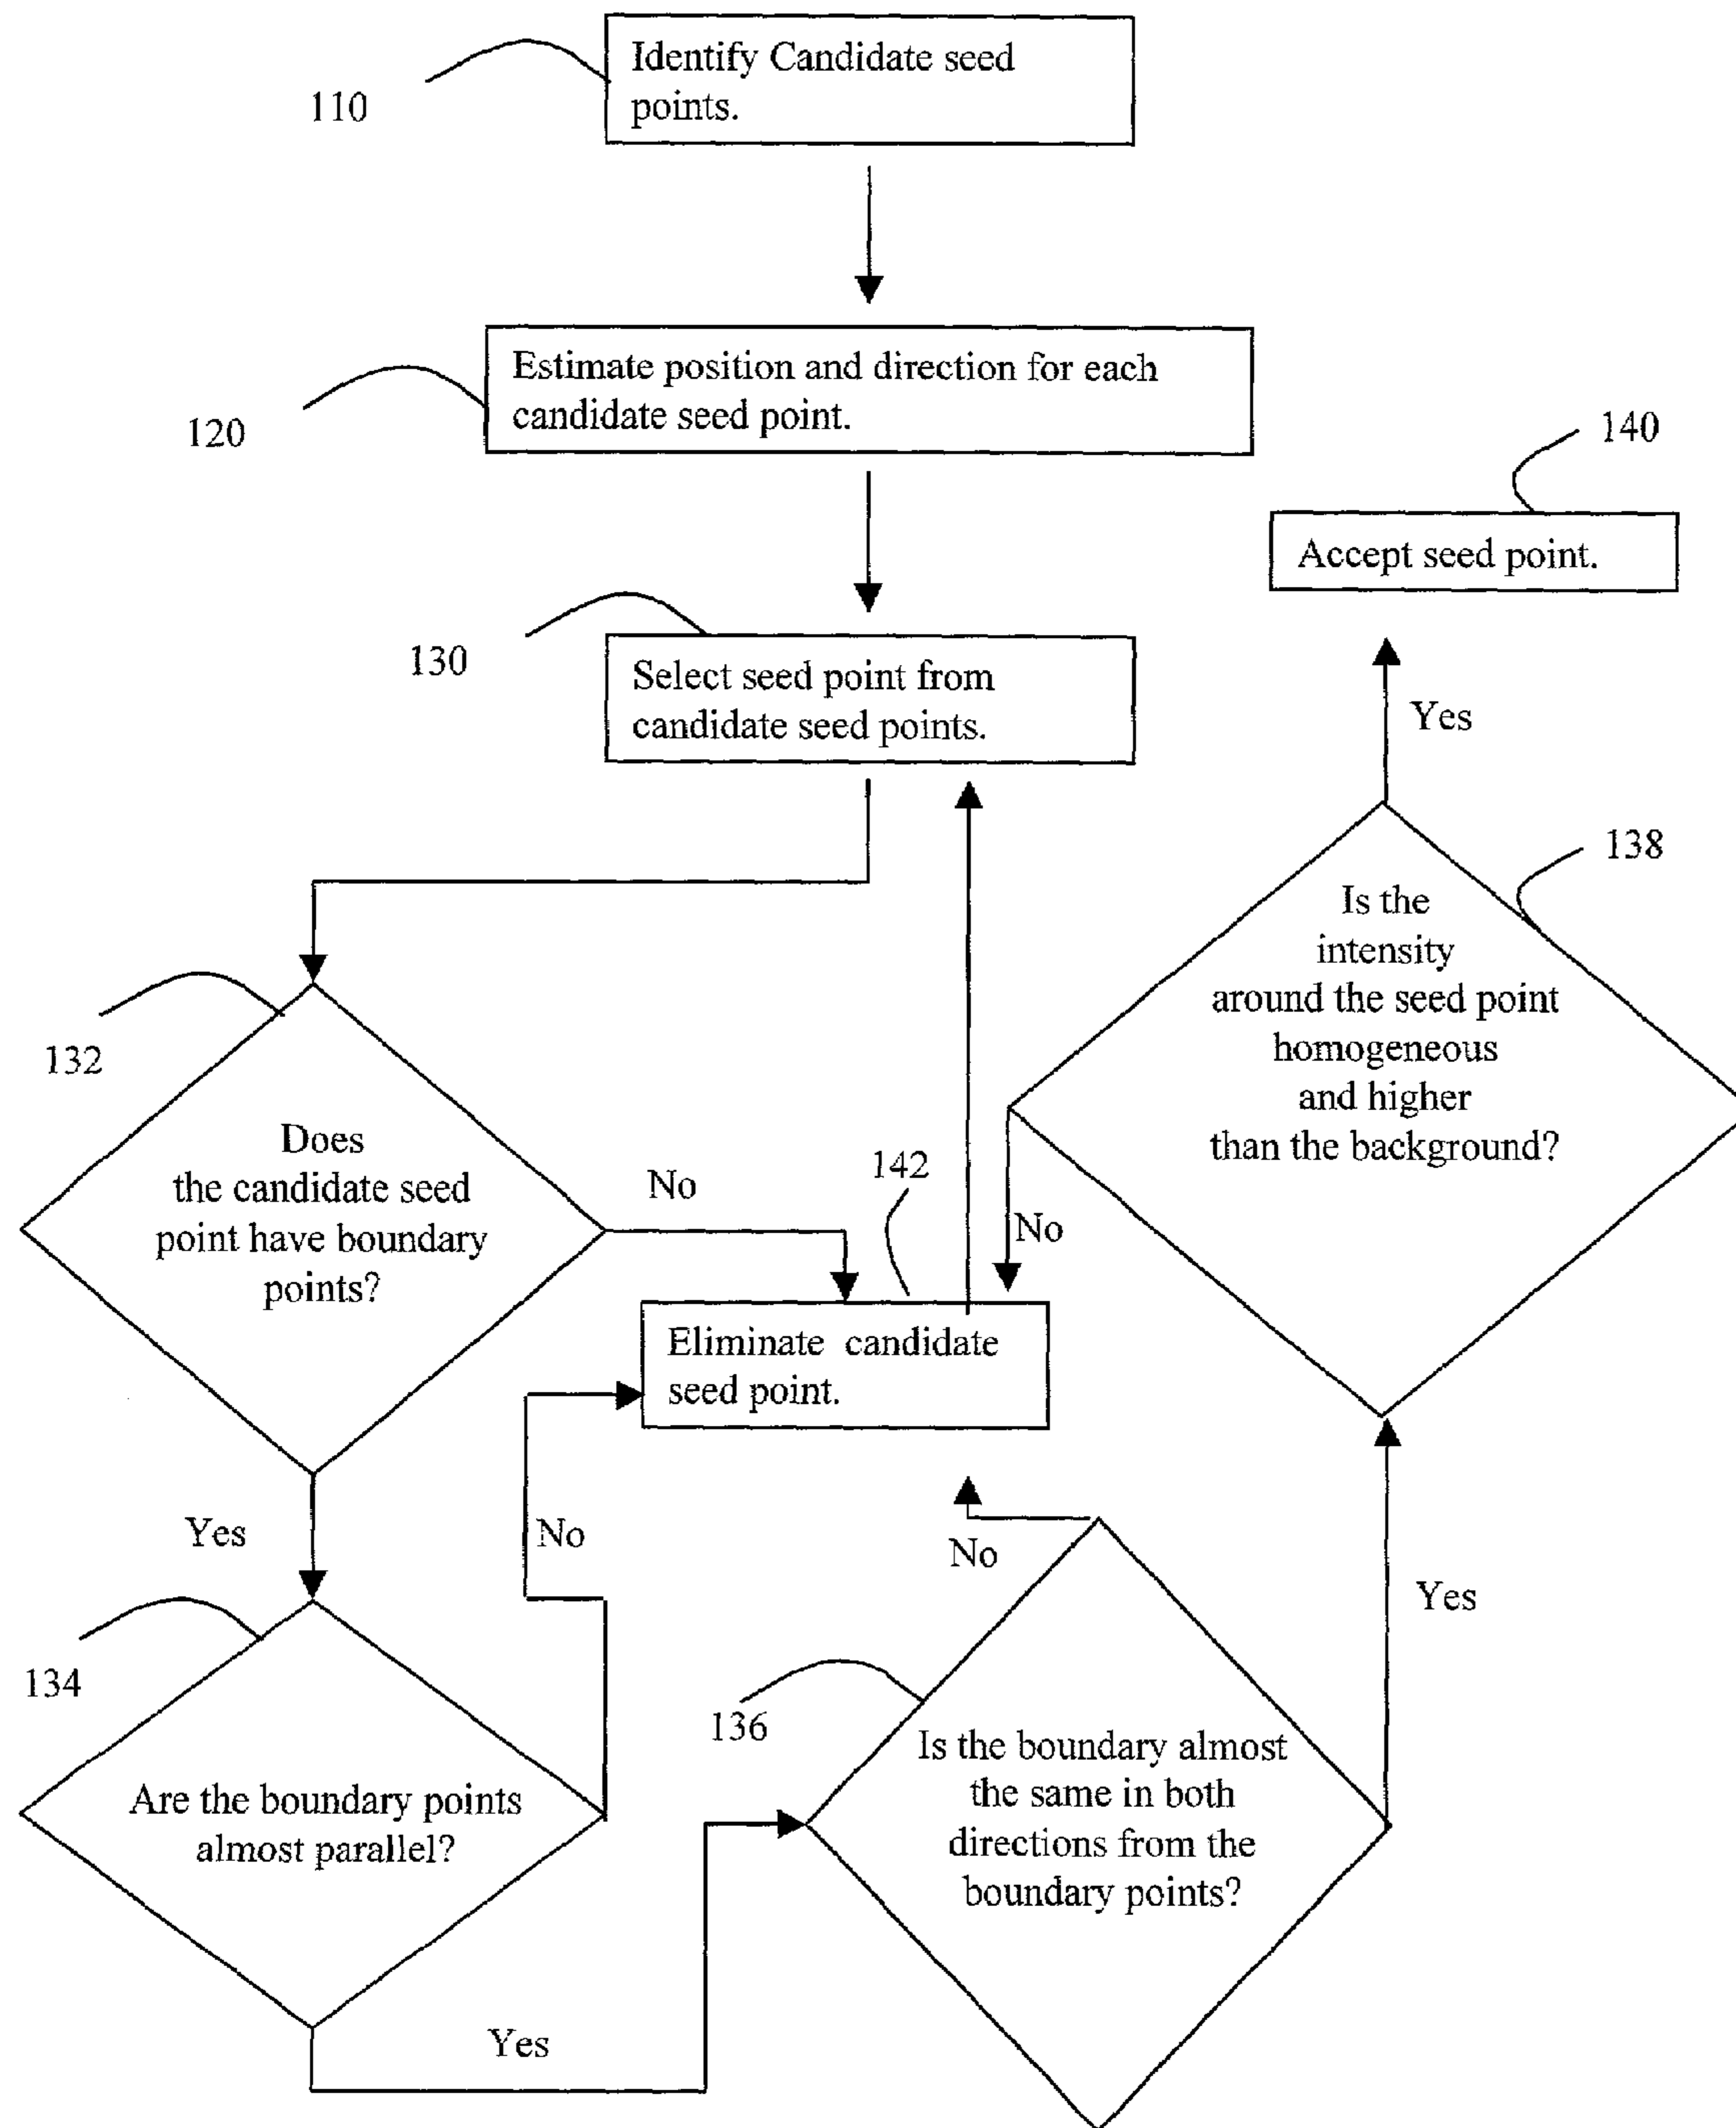 Identify Candidate seed
points.
110
Estimate position and direction for each
candidate seed point.
120
140
Accept seed point.
130
Select seed point from
candidate seed points.
Yes
138
Is the
intensity
around the seed point
homogeneous
and higher
than the background?
132
Does
the candidate seed
point have boundary
points?
No
142
No
Eliminate candidate
seed point.
Yes
No
No
Yes
134
Are the boundary points
almost parallel?
136
Is the boundary almost
the same in both
directions from the
boundary points?
Yes